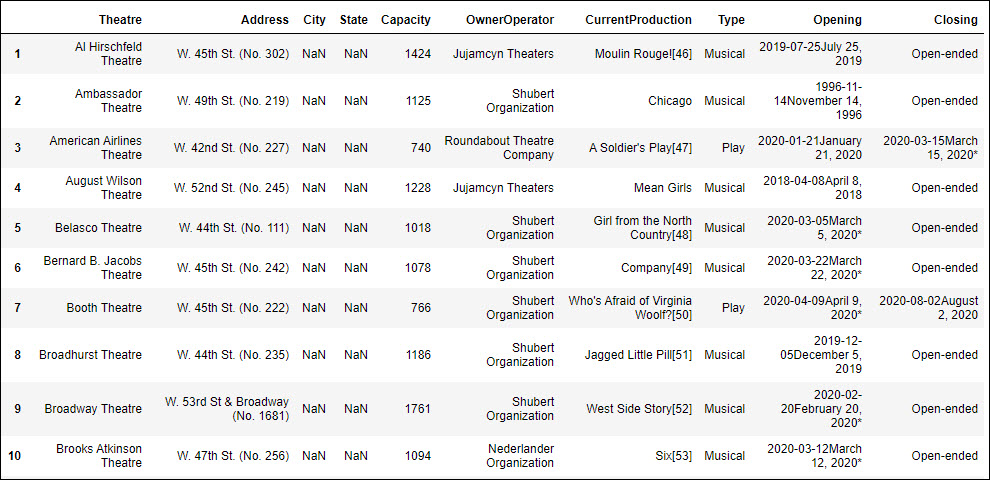 Theatre Address City State Capacity OwnerOperator CurrentProduction Type Opening Closing
1 Al Hirschfeld Theatre W. 45th St. (No. 302) NaN NaN 1424 Jujamcyn Theaters Moulin Rouge![46] Musical 2019-07-25July 25, 2019 Open-ended
2 Ambassador Theatre W. 49th St. (No. 219) NaN NaN 1125 Shubert Organization Chicago Musical 1996-11-14November 14, 1996 Open-ended
3 American Airlines Theatre W. 42nd St. (No. 227) NaN NaN 740 Roundabout Theatre Company A Soldier's Play[47] Play 2020-01-21January 21, 2020 2020-03-15March 15, 2020*
4 August Wilson Theatre W. 52nd St. (No. 245) NaN NaN 1228 Jujamcyn Theaters Mean Girls Musical 2018-04-08April 8, 2018 Open-ended
5 Belasco Theatre W. 44th St. (No. 111) NaN NaN 1018 Shubert Organization Girl from the North Country[48] Musical 2020-03-05March 5, 2020* Open-ended
6 Bernard B. Jacobs Theatre W. 45th St. (No. 242) NaN NaN 1078 Shubert Organization Company[49] Musical 2020-03-22March 22, 2020* Open-ended
7 Booth Theatre W. 45th St. (No. 222) NaN NaN 766 Shubert Organization Who's Afraid of Virginia Woolf?[50] Play 2020-04-09April 9, 2020* 2020-08-02August 2, 2020
8 Broadhurst Theatre W. 44th St. (No. 235) NaN NaN 1186 Shubert Organization Jagged Little Pill[51] Musical 2019-12-05December 5, 2019 Open-ended
9 Broadway Theatre W. 53rd St & Broadway (No. 1681) NaN NaN 1761 Shubert Organization West Side Story[52] Musical 2020-02-20February 20, 2020* Open-ended
10 Brooks Atkinson Theatre W. 47th St. (No. 256) NaN NaN 1094 Nederlander Organization Six[53] Musical 2020-03-12March 12, 2020* Open-ended